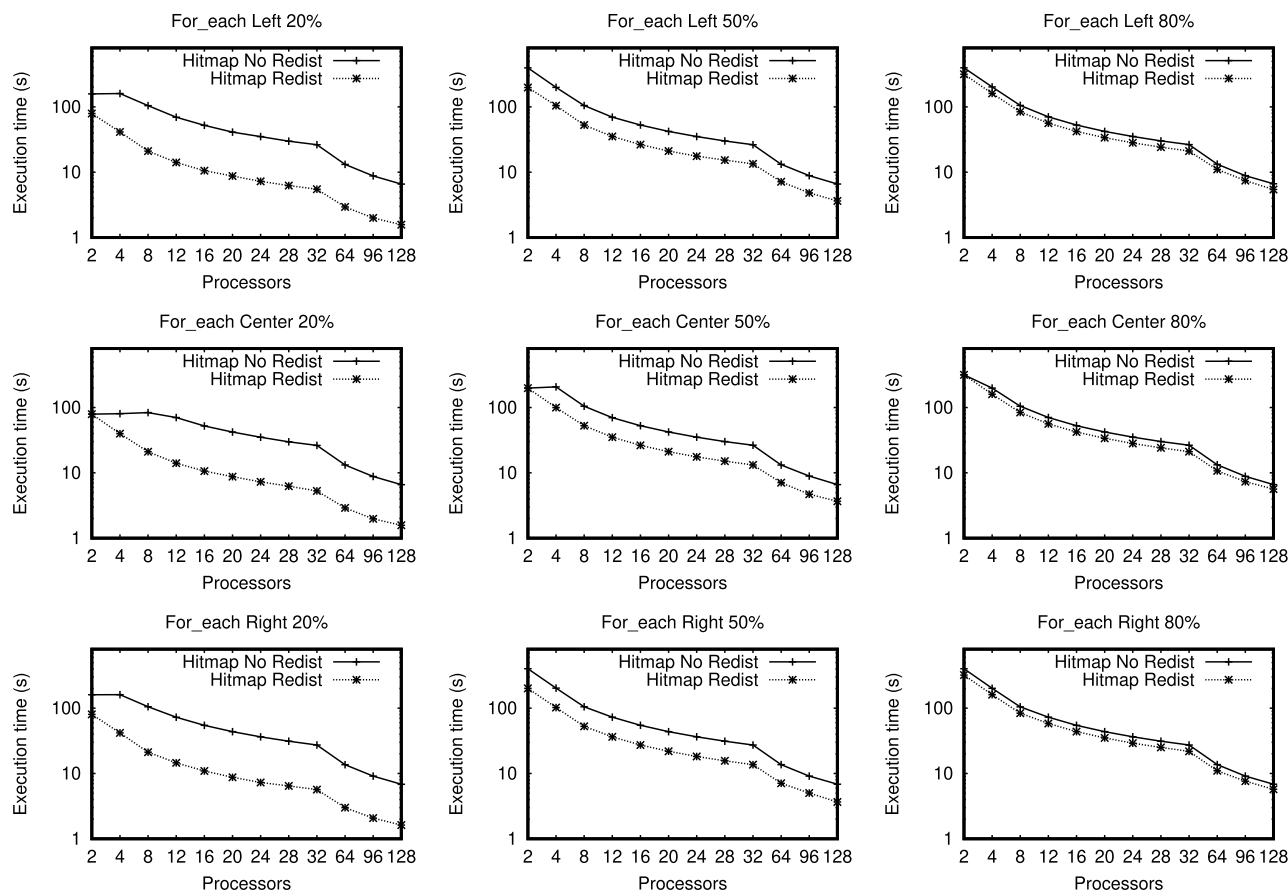 For_each Left 20%
Hitmap No Redist
Hitmap Redist
Execution time (s)
100
10
1
2 4 8 12 16 20 24 28 32 64 96 128
Processors
For_each Left 50%
Hitmap No Redist
Hitmap Redist
Execution time (s)
100
10
1
2 4 8 12 16 20 24 28 32 64 96 128
Processors
For_each Left 80%
Hitmap No Redist
Hitmap Redist
Execution time (s)
100
10
1
2 4 8 12 16 20 24 28 32 64 96 128
Processors
For_each Center 20%
Hitmap No Redist
Hitmap Redist
Execution time (s)
100
10
1
2 4 8 12 16 20 24 28 32 64 96 128
Processors
For_each Center 50%
Hitmap No Redist
Hitmap Redist
Execution time (s)
100
10
1
2 4 8 12 16 20 24 28 32 64 96 128
Processors
For_each Center 80%
Hitmap No Redist
Hitmap Redist
Execution time (s)
100
10
1
2 4 8 12 16 20 24 28 32 64 96 128
Processors
For_each Right 20%
Hitmap No Redist
Hitmap Redist
Execution time (s)
100
10
1
2 4 8 12 16 20 24 28 32 64 96 128
Processors
For_each Right 50%
Hitmap No Redist
Hitmap Redist
Execution time (s)
100
10
1
2 4 8 12 16 20 24 28 32 64 96 128
Processors
For_each Right 80%
Hitmap No Redist
Hitmap Redist
Execution time (s)
100
10
1
2 4 8 12 16 20 24 28 32 64 96 128
Processors